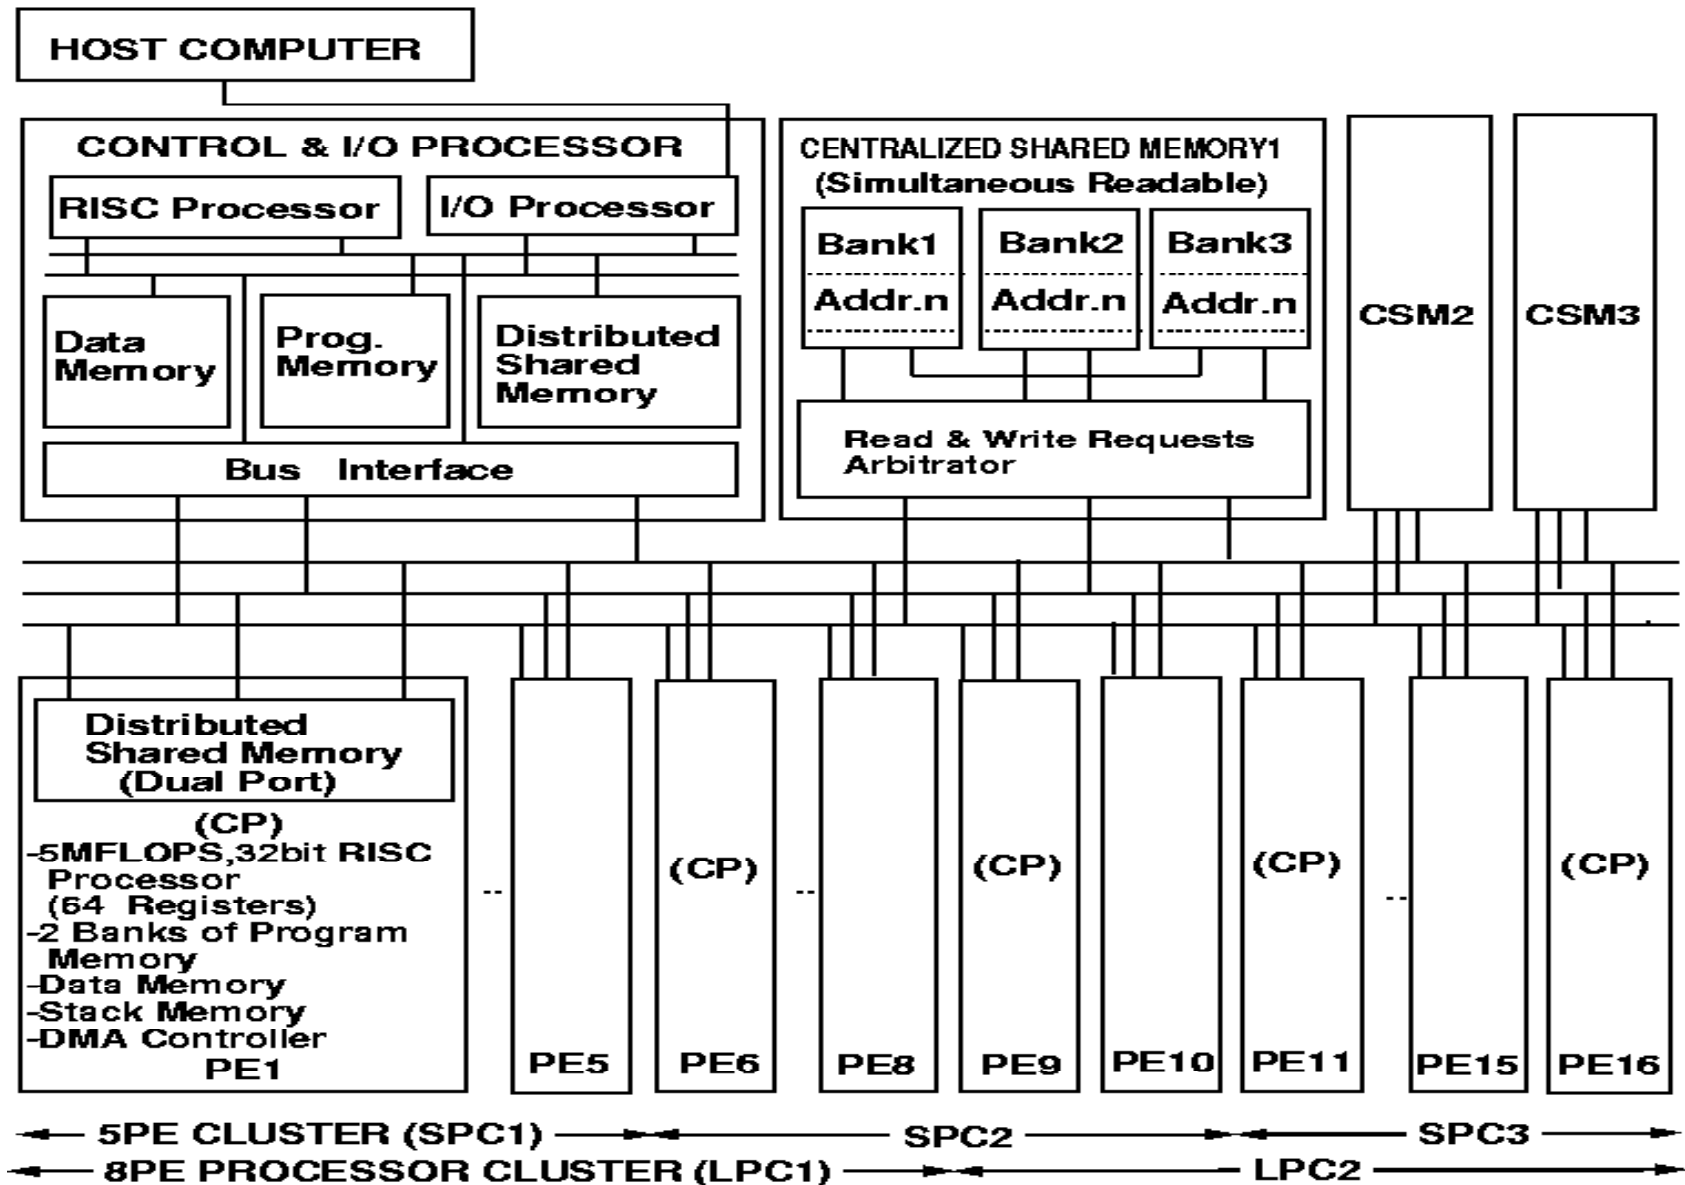 HOST COMPUTER
CONTROL & I/O PROCESSOR
RISC Processor
I/O Processor
Data
Memory
Prog.
Memory
Distributed
Shared
Memory
Bus Interface
CENTRALIZED SHARED MEMORY1
(Simultaneous Readable)
Bank1
Addr.n
Bank2
Addr.n
Bank3
Addr.n
Read & Write Requests
Arbitrator
CSM2
CSM3
Distributed
Shared Memory
(Dual Port)
(CP)
-5MFLOPS,32bit RISC
Processor
(64 Registers)
-2 Banks of Program
Memory
-Data Memory
-Stack Memory
-DMA Controller
PE1
..
PE5
(CP)
PE6
..
PE8
(CP)
PE9
PE10
(CP)
PE11
..
PE15
(CP)
PE16
5PE CLUSTER (SPC1)
SPC2
SPC3
8PE PROCESSOR CLUSTER (LPC1)
LPC2